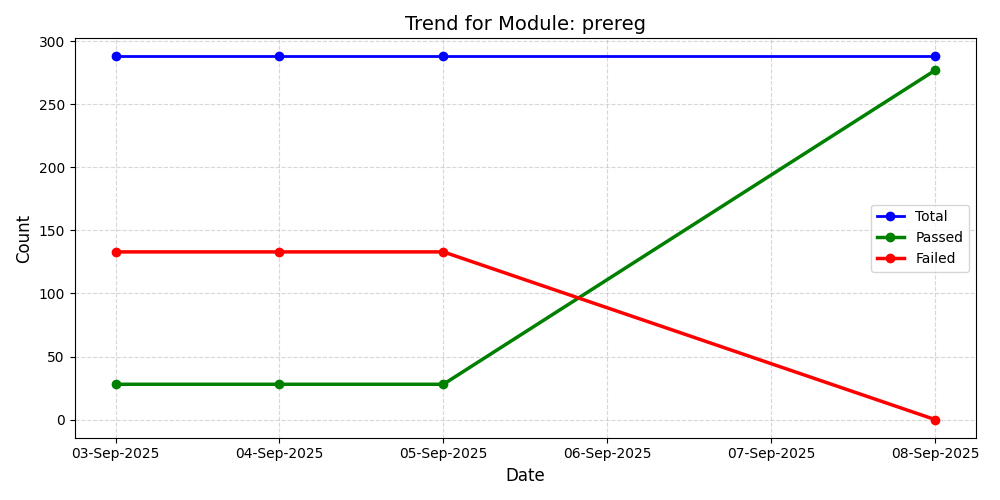 Trend for Module: prereg
300
250
200
150
100
50
0
Count
Total
Passed
Failed
03-Sep-2025
04-Sep-2025
05-Sep-2025
06-Sep-2025
07-Sep-2025
08-Sep-2025
Date